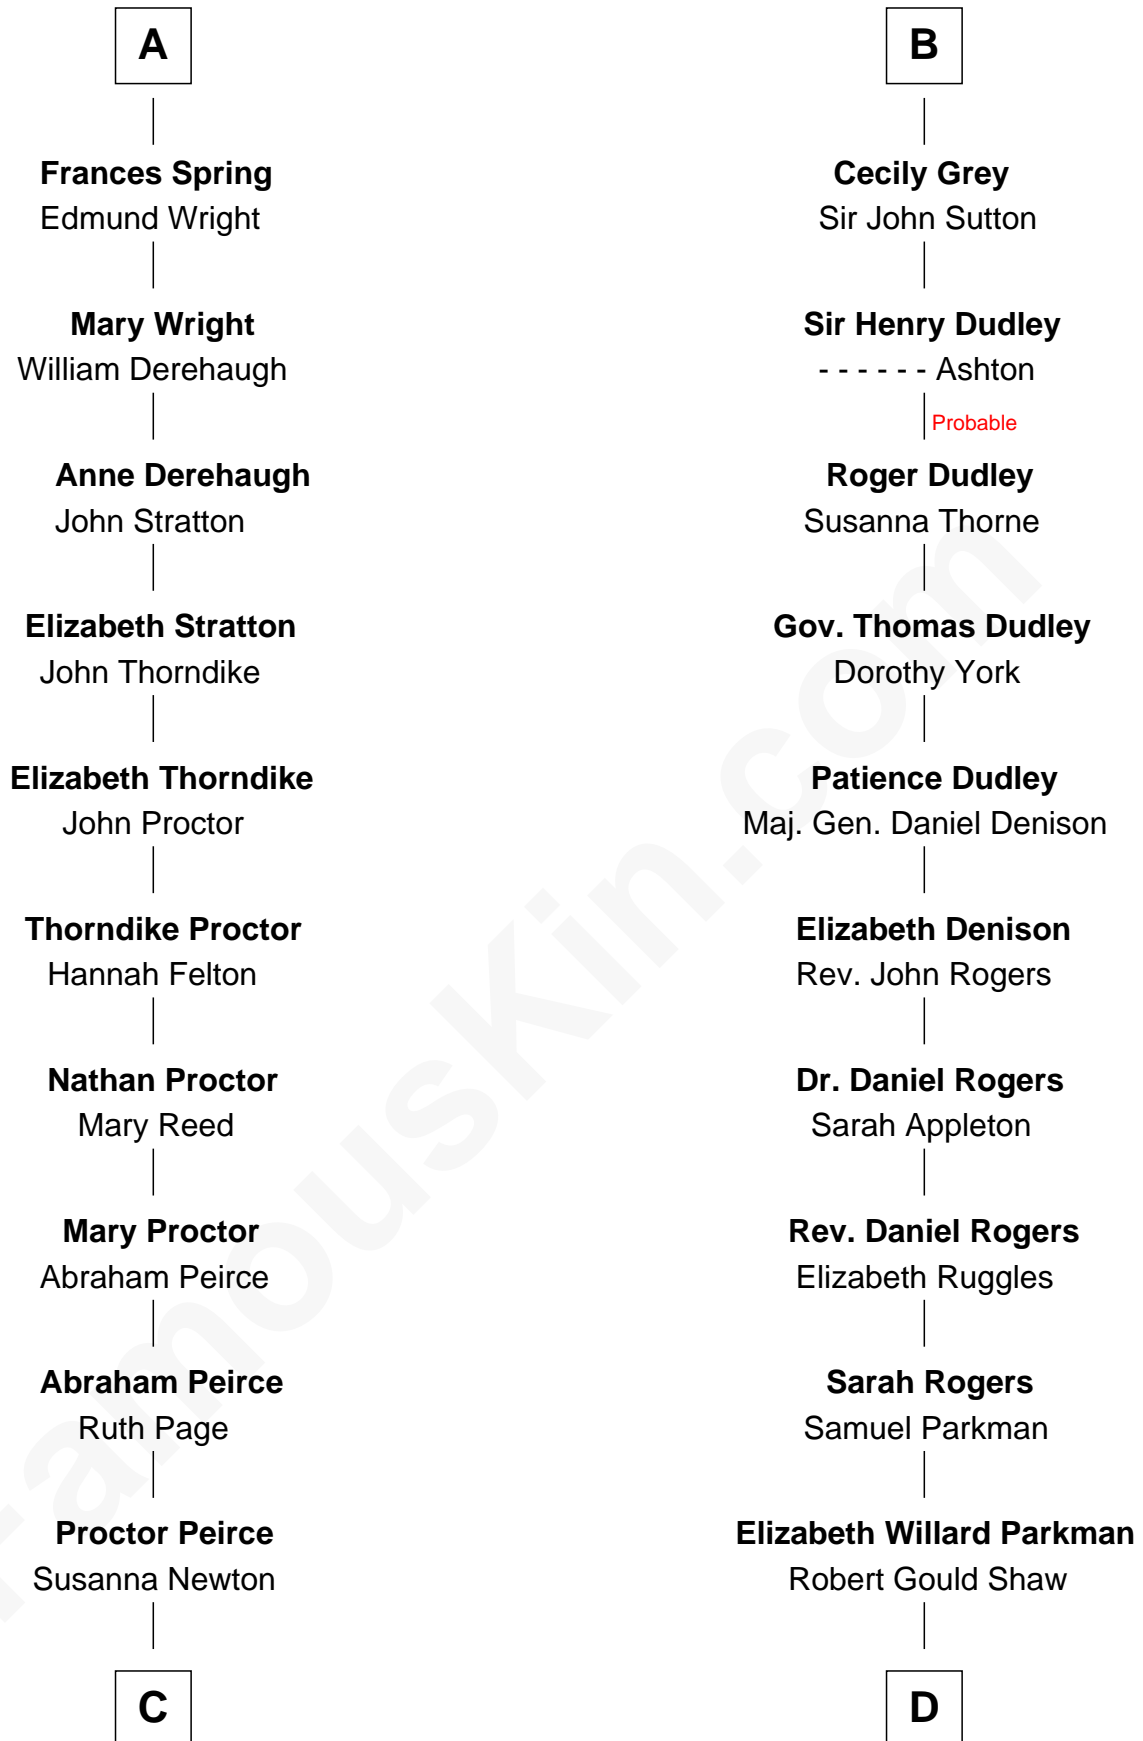 A
Frances Spring
Edmund Wright
Mary Wright
William Derehaugh
Anne Derehaugh
John Stratton
Elizabeth Stratton
John Thorndike
Elizabeth Thorndike
John Proctor
Thorndike Proctor
Hannah Felton
Nathan Proctor
Mary Reed
Mary Proctor
Abraham Peirce
Abraham Peirce
Ruth Page
Proctor Peirce
Susanna Newton
C
B
Cecily Grey
Sir John Sutton
Sir Henry Dudley
- - - - - - Ashton
Probable
Roger Dudley
Susanna Thorne
Gov. Thomas Dudley
Dorothy York
Patience Dudley
Maj. Gen. Daniel Denison
Elizabeth Denison
Rev. John Rogers
Dr. Daniel Rogers
Sarah Appleton
Rev. Daniel Rogers
Elizabeth Ruggles
Sarah Rogers
Samuel Parkman
Elizabeth Willard Parkman
Robert Gould Shaw
D
FamousKin.com